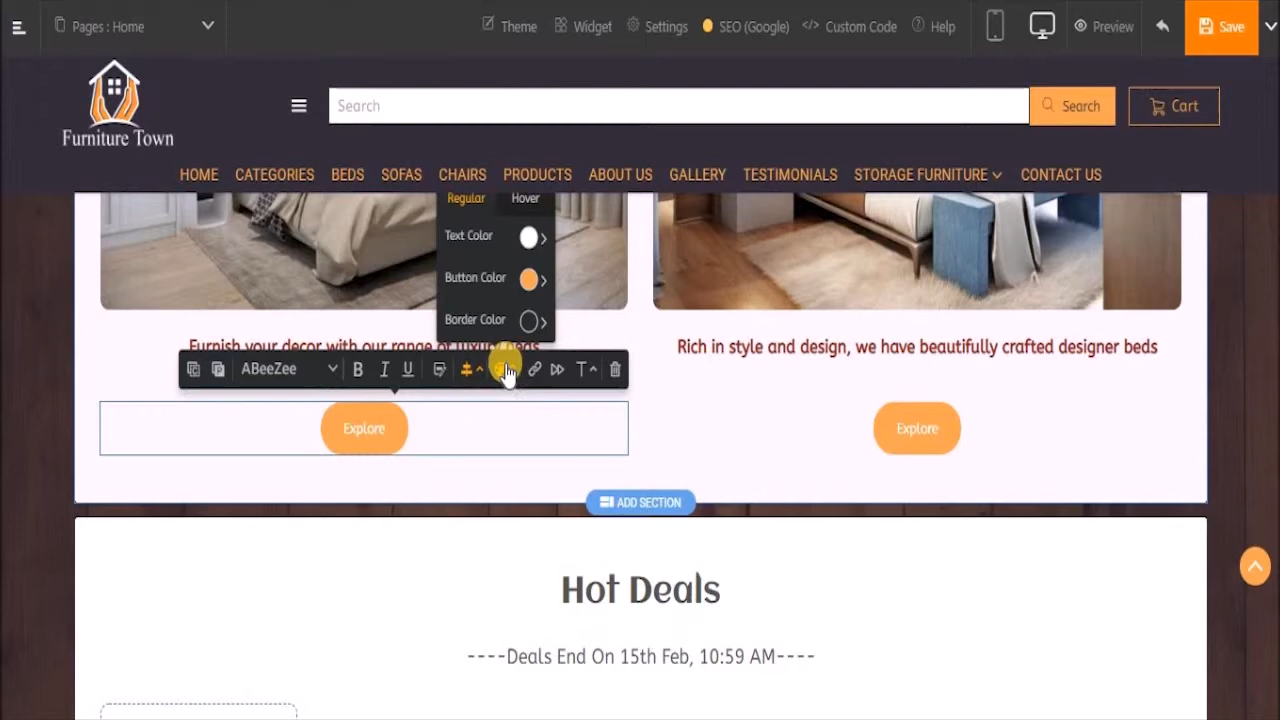 Pages : Home
Theme
Widget
Settings
SEO (Google)
</> Custom Code
Help
Preview
Save
Furniture Town
Search
Search
Cart
HOME CATEGORIES BEDS SOFAS CHAIRS PRODUCTS ABOUT US GALLERY TESTIMONIALS STORAGE FURNITURE CONTACT US
Regular Hover
Text Color
Button Color
Border Color
Furnish your decor with our range of luxury beds
Rich in style and design, we have beautifully crafted designer beds
ABeeZee
B I U
T
Explore
Explore
ADD SECTION
Hot Deals
----Deals End On 15th Feb, 10:59 AM----